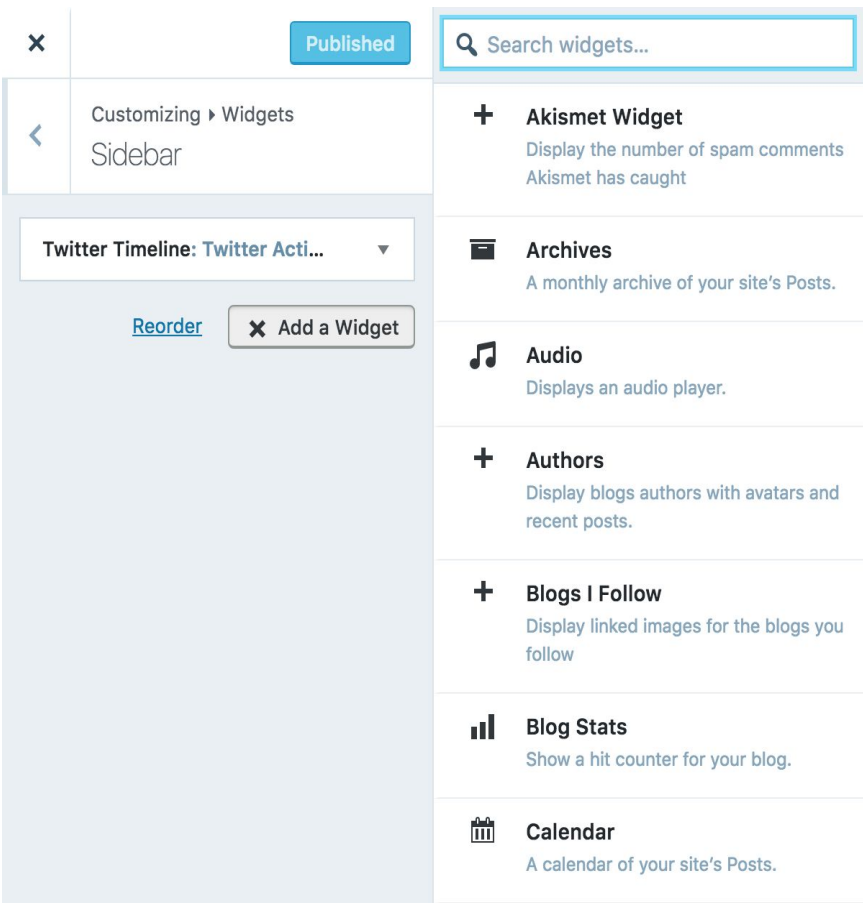 Published
Customizing ▸ Widgets
Sidebar
Twitter Timeline: Twitter Acti...
Reorder
Add a Widget
Search widgets...
Akismet Widget
Display the number of spam comments
Akismet has caught
Archives
A monthly archive of your site's Posts.
Audio
Displays an audio player.
Authors
Display blogs authors with avatars and
recent posts.
Blogs I Follow
Display linked images for the blogs you
follow
Blog Stats
Show a hit counter for your blog.
Calendar
A calendar of your site's Posts.